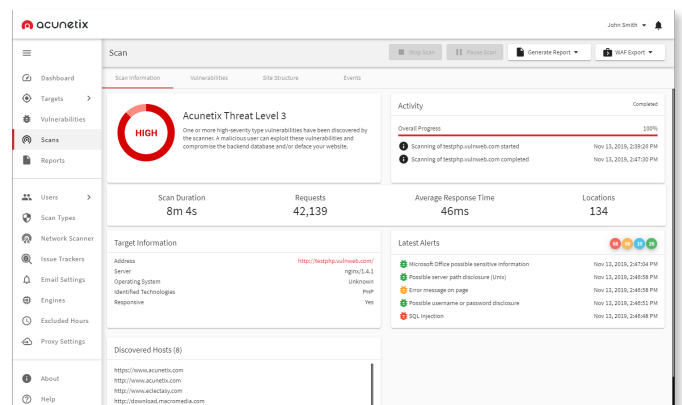 acunetix
John Smith
Scan
Stop Scan
Pause Scan
Generate Report
WAF Export
Dashboard
Targets
Vulnerabilities
Scans
Reports
Users
Scan Types
Network Scanner
Issue Trackers
Email Settings
Engines
Excluded Hours
Proxy Settings
About
Help
Scan Information
Vulnerabilities
Site Structure
Events
HIGH
Acunetix Threat Level 3
One or more high-severity type vulnerabilities have been discovered by
the scanner. A malicious user can exploit these vulnerabilities and
compromise the backend database and/or deface your website.
Activity
Completed
Overall Progress 100%
Scanning of testphp.vulnweb.com started Nov 13, 2019, 2:39:26 PM
Scanning of testphp.vulnweb.com completed Nov 13, 2019, 2:47:30 PM
Scan Duration
8m 4s
Requests
42,139
Average Response Time
46ms
Locations
134
Target Information
Address http://testphp.vulnweb.com/
Server nginx/1.4.1
Operating System Unknown
Identified Technologies PHP
Responsive Yes
Latest Alerts
Microsoft Office possible sensitive information Nov 13, 2019, 2:47:04 PM
Possible server path disclosure (Unix) Nov 13, 2019, 2:46:58 PM
Error message on page Nov 13, 2019, 2:46:58 PM
Possible username or password disclosure Nov 13, 2019, 2:46:51 PM
SQL injection Nov 13, 2019, 2:46:48 PM
Discovered Hosts (8)
https://www.acunetix.com
http://www.acunetix.com
http://www.eclectasy.com
http://download.macromedia.com